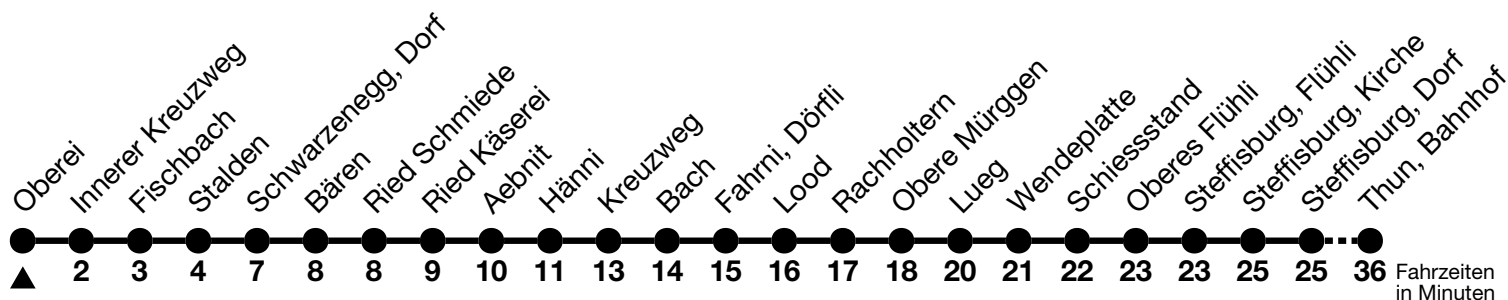 Oberei
Innerer Kreuzweg
Fischbach
Stalden
Schwarzenegg, Dorf
Bären
Ried Schmiede
Ried Käserei
Aebnit
Hänni
Kreuzweg
Bach
Fahrni, Dörfli
Lood
Rachholtern
Obere Mürggen
Lueg
Wendeplatte
Schiessstand
Oberes Flühli
Steffisburg, Flühli
Steffisburg, Kirche
Steffisburg, Dorf
Thun, Bahnhof
2 3 4 7 8 8 9 10 11 13 14 15 16 17 18 20 21 22 23 23 25 25 36 Fahrzeiten
in Minuten